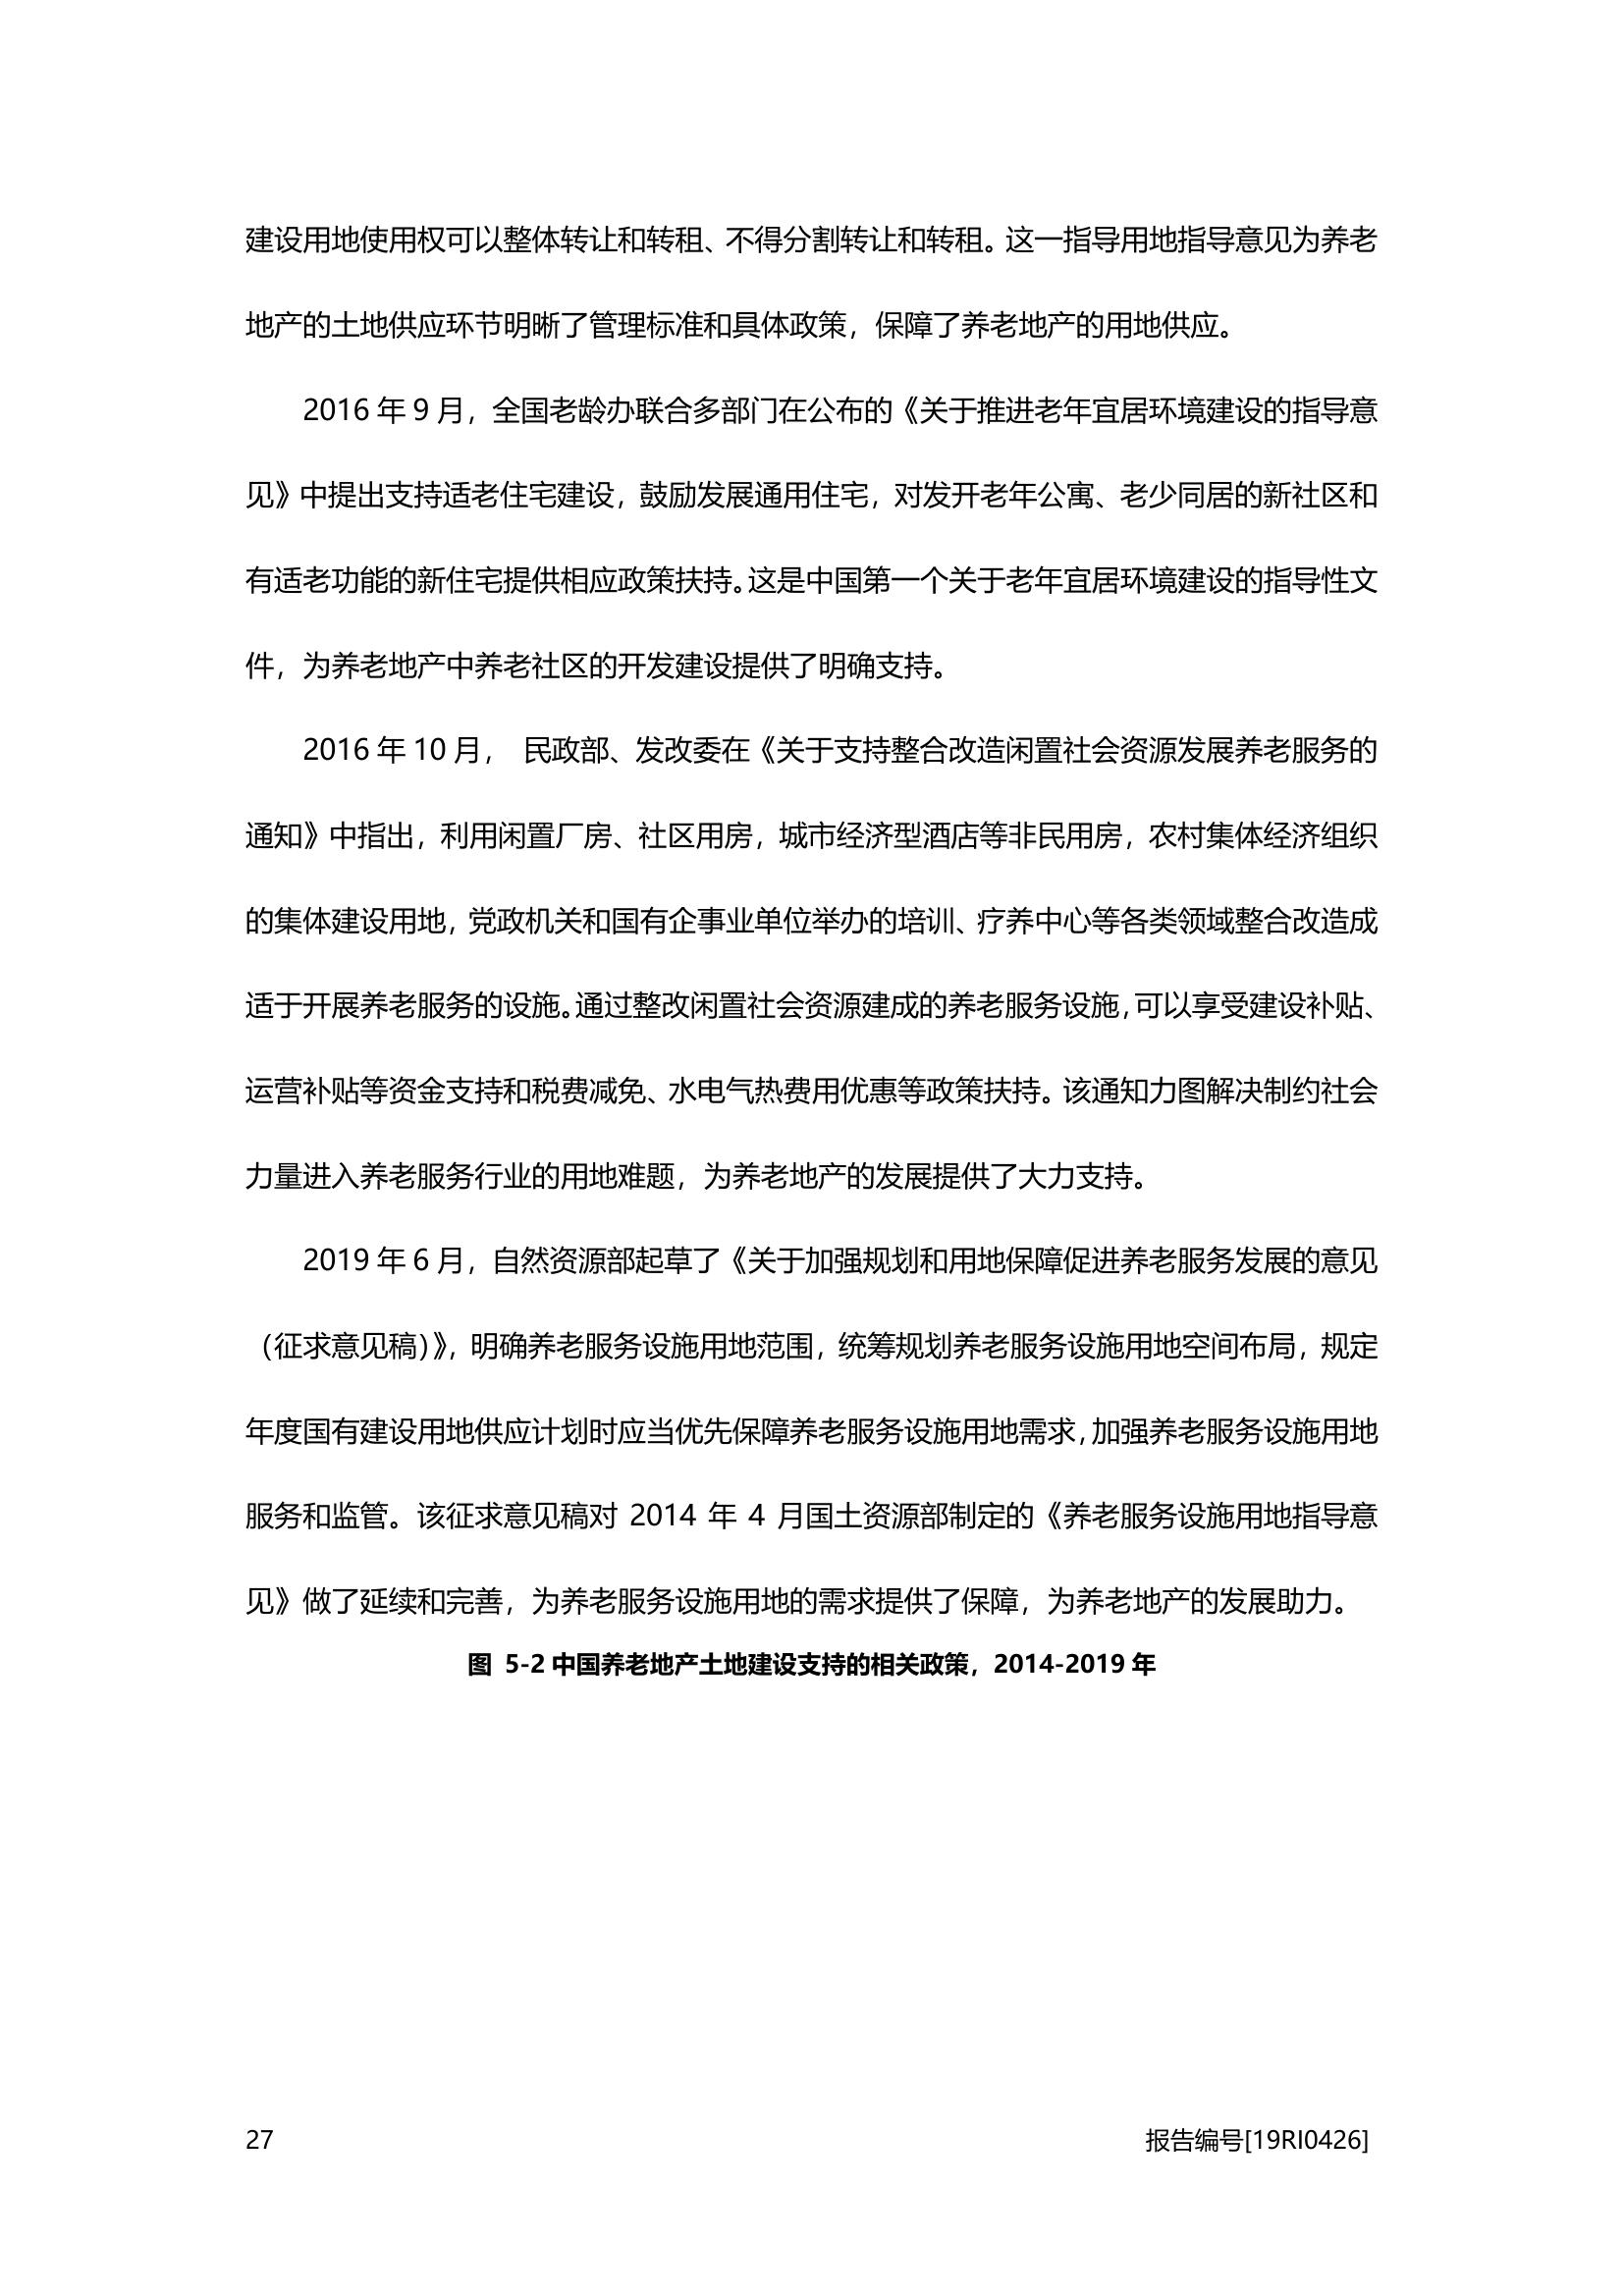 建设用地使用权可以整体转让和转租、不得分割转让和转租。这一指导用地指导意见为养老
地产的土地供应环节明晰了管理标准和具体政策，保障了养老地产的用地供应。
2016 年 9 月，全国老龄办联合多部门在公布的《关于推进老年宜居环境建设的指导意
见》中提出支持适老住宅建设，鼓励发展通用住宅，对发开老年公寓、老少同居的新社区和
有适老功能的新住宅提供相应政策扶持。这是中国第一个关于老年宜居环境建设的指导性文
件，为养老地产中养老社区的开发建设提供了明确支持。
2016 年 10 月， 民政部、发改委在《关于支持整合改造闲置社会资源发展养老服务的
通知》中指出，利用闲置厂房、社区用房，城市经济型酒店等非民用房，农村集体经济组织
的集体建设用地，党政机关和国有企事业单位举办的培训、疗养中心等各类领域整合改造成
适于开展养老服务的设施。通过整改闲置社会资源建成的养老服务设施，可以享受建设补贴、
运营补贴等资金支持和税费减免、水电气热费用优惠等政策扶持。该通知力图解决制约社会
力量进入养老服务行业的用地难题，为养老地产的发展提供了大力支持。
2019 年 6 月，自然资源部起草了《关于加强规划和用地保障促进养老服务发展的意见
（征求意见稿）》，明确养老服务设施用地范围，统筹规划养老服务设施用地空间布局，规定
年度国有建设用地供应计划时应当优先保障养老服务设施用地需求，加强养老服务设施用地
服务和监管。该征求意见稿对 2014 年 4 月国土资源部制定的《养老服务设施用地指导意
见》做了延续和完善，为养老服务设施用地的需求提供了保障，为养老地产的发展助力。
图 5-2 中国养老地产土地建设支持的相关政策，2014-2019 年
27 报告编号[19RI0426]